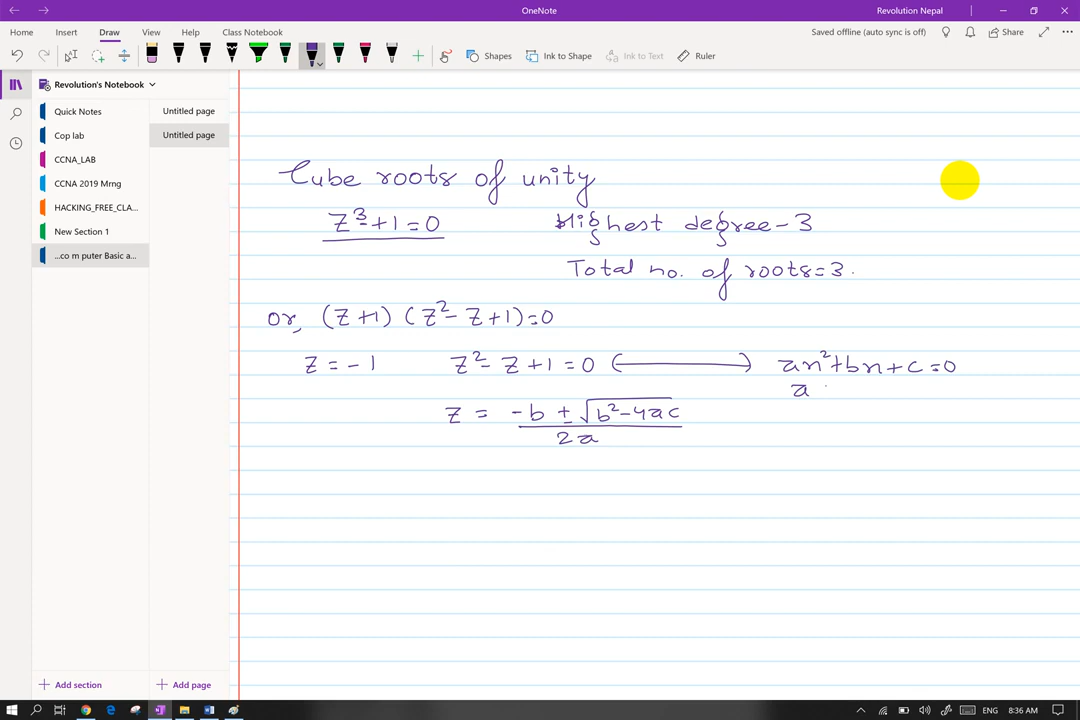 OneNote
Revolution Nepal
Home Insert Draw View Help Class Notebook
Saved offline (auto sync is off)
Share
Shapes
Ink to Shape
Ink to Text
Ruler
Revolution's Notebook
Untitled page
Quick Notes
Untitled page
Cop lab
CCNA_LAB
CCNA 2019 Mrng
HACKING_FREE_CLA...
New Section 1
...co m puter Basic a...
Cube roots of unity
z³+1=0
Highest degree-3
Total no. of roots=3.
or, (z+1) (z²-z+1)=0
z=-1
z²-z+1=0 ⟷ ax²+bx+c=0
a
z = (-b ± √(b²-4ac))/2a
+ Add section
+ Add page
ENG
8:36 AM